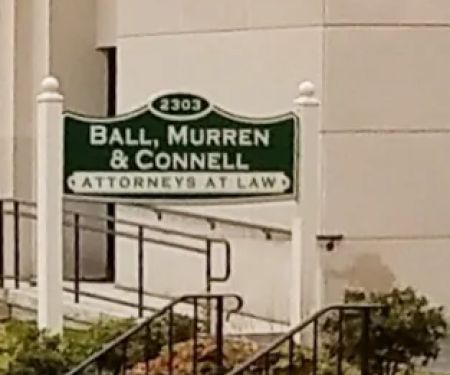 2303
BALL, MURREN
& CONNELL
ATTORNEYS AT LAW